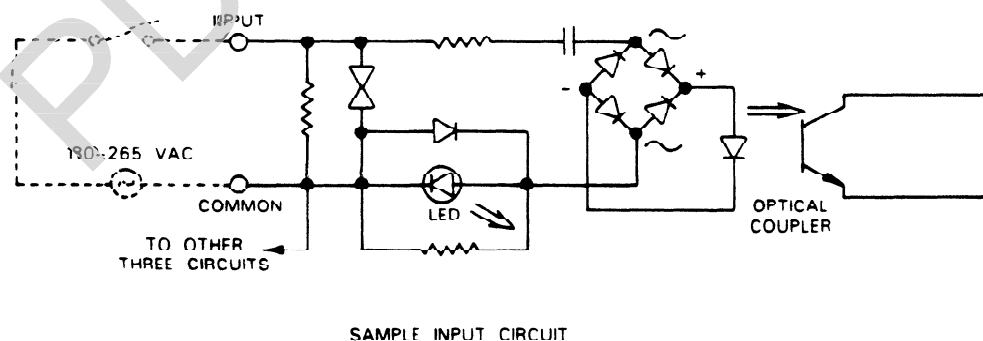 INPUT
180-265 VAC
COMMON
LED
TO OTHER
THREE CIRCUITS
- +
OPTICAL
COUPLER
SAMPLE INPUT CIRCUIT